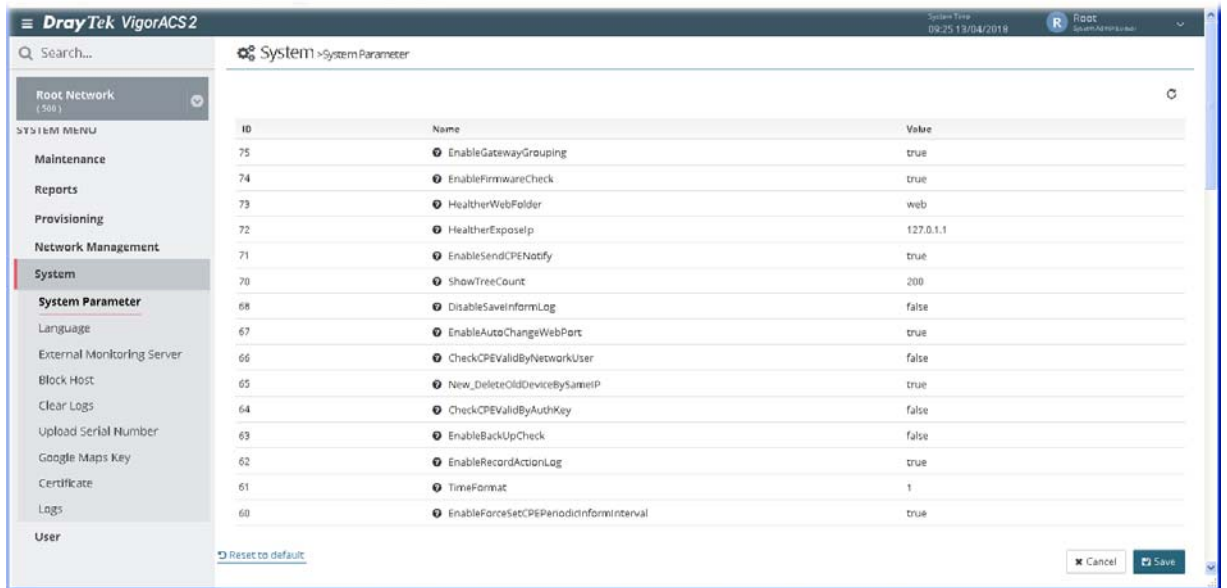 DrayTek VigorACS 2
System Time
09:25 13/04/2018
R
Root
System Administrator
Search...
System >System Parameter
Root Network
( 500 )
SYSTEM MENU
Maintenance
Reports
Provisioning
Network Management
System
System Parameter
Language
External Monitoring Server
Block Host
Clear Logs
Upload Serial Number
Google Maps Key
Certificate
Logs
User
ID Name Value
75 EnableGatewayGrouping true
74 EnableFirmwareCheck true
73 HealtherWebFolder web
72 HealtherExposeIp 127.0.1.1
71 EnableSendCPENotify true
70 ShowTreeCount 200
68 DisableSaveInformLog false
67 EnableAutoChangeWebPort true
66 CheckCPEValidByNetworkUser false
65 New_DeleteOldDeviceBySameIP true
64 CheckCPEValidByAuthKey false
63 EnableBackUpCheck false
62 EnableRecordActionLog true
61 TimeFormat 1
60 EnableForceSetCPEPeriodicInformInterval true
Reset to default
Cancel
Save